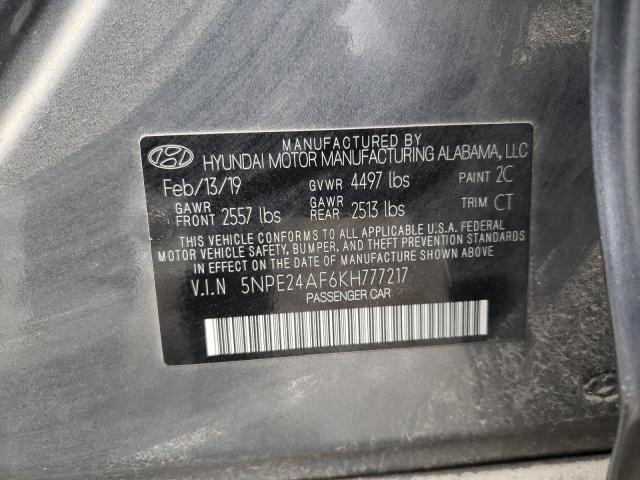 MANUFACTURED BY
HYUNDAI MOTOR MANUFACTURING ALABAMA, LLC
Feb/13/19 GVWR 4497 lbs PAINT 2C
GAWR FRONT 2557 lbs GAWR REAR 2513 lbs TRIM CT
THIS VEHICLE CONFORMS TO ALL APPLICABLE U.S.A. FEDERAL
MOTOR VEHICLE SAFETY, BUMPER, AND THEFT PREVENTION STANDARDS
IN EFFECT ON THE DATE OF MANUFACTURE SHOWN ABOVE.
V.I.N 5NPE24AF6KH777217
PASSENGER CAR